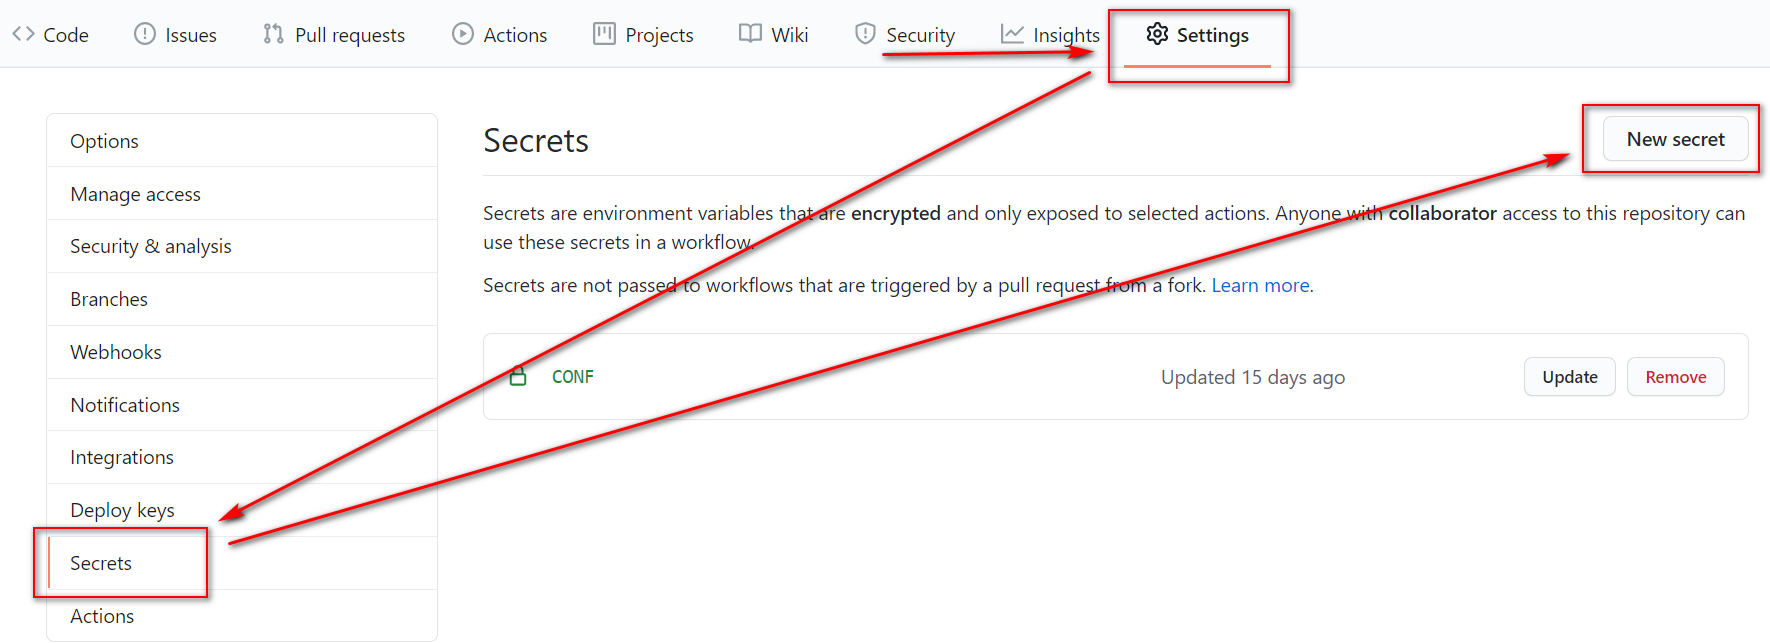 Code Issues Pull requests Actions Projects Wiki Security Insights Settings
Options
Manage access
Security & analysis
Branches
Webhooks
Notifications
Integrations
Deploy keys
Secrets
Actions
Secrets
New secret
Secrets are environment variables that are encrypted and only exposed to selected actions. Anyone with collaborator access to this repository can
use these secrets in a workflow.
Secrets are not passed to workflows that are triggered by a pull request from a fork. Learn more.
CONF Updated 15 days ago Update Remove